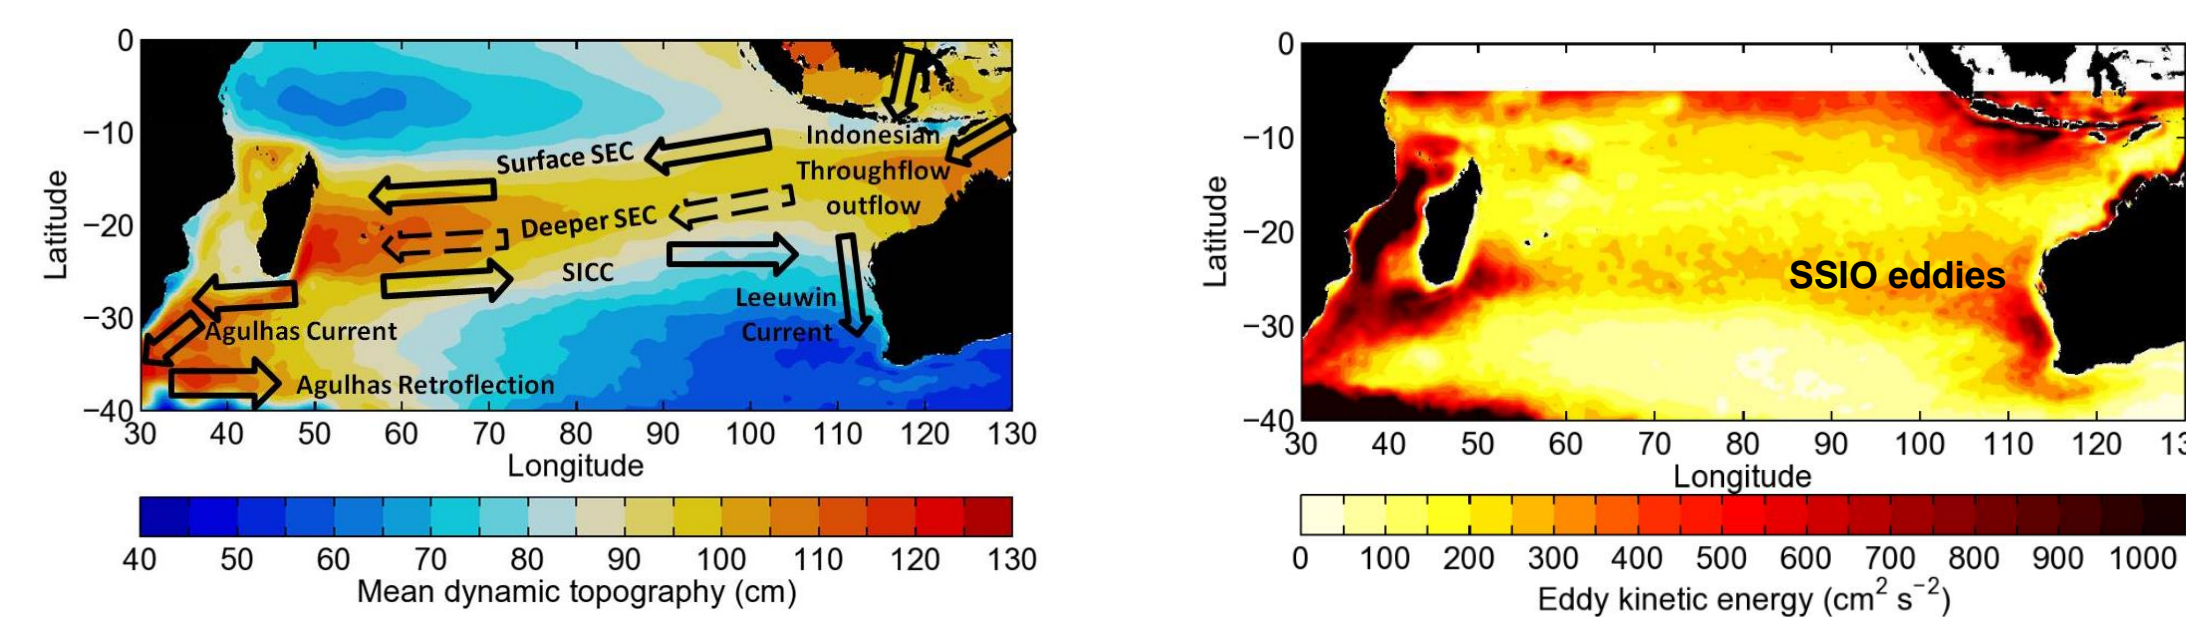 0
−10
−20
−30
−40
Latitude
Surface SEC
Deeper SEC
SICC
Indonesian
Throughflow
outflow
Leeuwin
Current
Agulhas Current
Agulhas Retroflection
30 40 50 60 70 80 90 100 110 120 130
Longitude
40 50 60 70 80 90 100 110 120 130
Mean dynamic topography (cm)
0
−10
−20
−30
−40
Latitude
SSIO eddies
30 40 50 60 70 80 90 100 110 120 13
Longitude
0 100 200 300 400 500 600 700 800 900 1000
Eddy kinetic energy (cm² s⁻²)